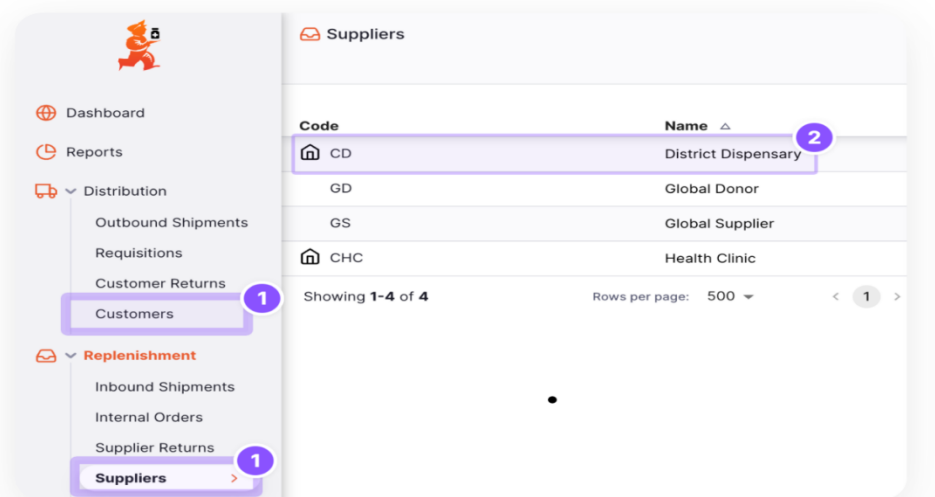 Dashboard
Reports
Distribution
Outbound Shipments
Requisitions
Customer Returns
1
Customers
Replenishment
Inbound Shipments
Internal Orders
Supplier Returns
1
Suppliers >
Suppliers
Code Name
2
CD District Dispensary
GD Global Donor
GS Global Supplier
CHC Health Clinic
Showing 1-4 of 4 Rows per page: 500 < 1 >